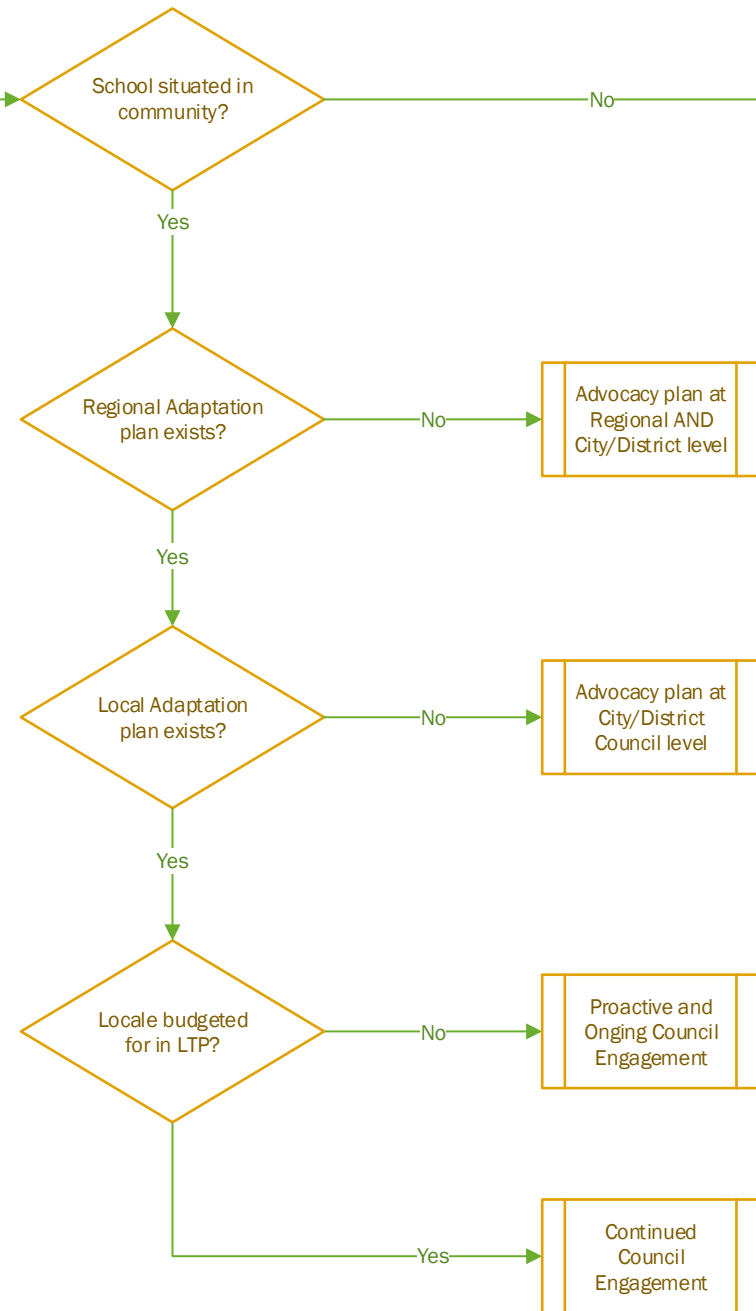 School situated in
community?
No
Yes
Regional Adaptation
plan exists?
No
Advocacy plan at
Regional AND
City/District level
Yes
Local Adaptation
plan exists?
No
Advocacy plan at
City/District
Council level
Yes
Locale budgeted
for in LTP?
No
Proactive and
Onging Council
Engagement
Yes
Continued
Council
Engagement